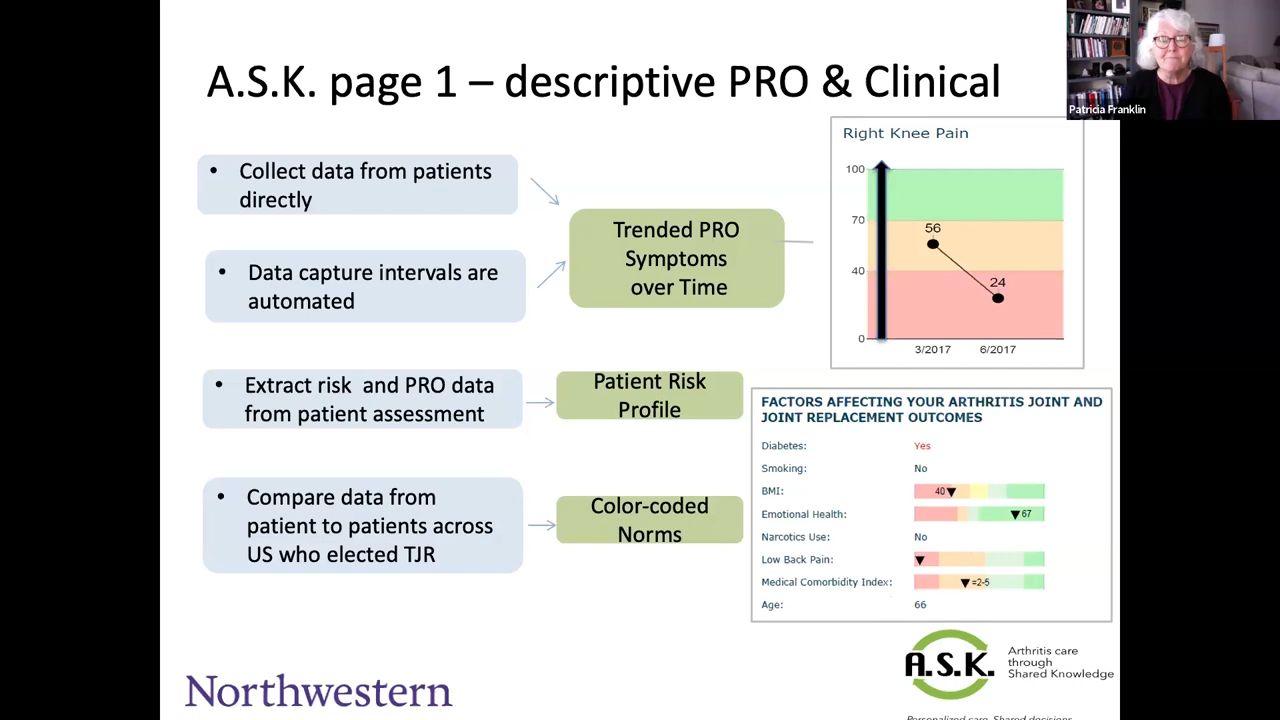 A.S.K. page 1 – descriptive PRO & Clinical
Patricia Franklin
• Collect data from patients
directly
• Data capture intervals are
automated
Trended PRO
Symptoms
over Time
Right Knee Pain
100
70
56
40
24
0
3/2017 6/2017
• Extract risk and PRO data
from patient assessment
Patient Risk
Profile
• Compare data from
patient to patients across
US who elected TJR
Color-coded
Norms
FACTORS AFFECTING YOUR ARTHRITIS JOINT AND
JOINT REPLACEMENT OUTCOMES
Diabetes: Yes
Smoking: No
BMI: 40
Emotional Health: 67
Narcotics Use: No
Low Back Pain:
Medical Comorbidity Index: =2-5
Age: 66
Northwestern
A.S.K.
Arthritis care
through
Shared Knowledge
Personalized care. Shared decisions